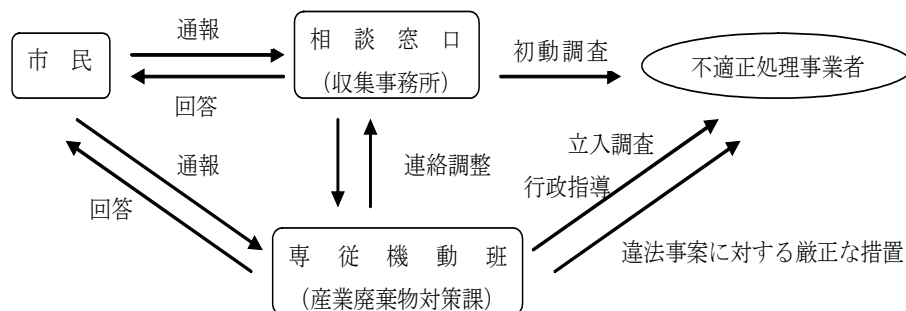 通報
市　民
相　談　窓　口
(収集事務所)
初動調査
不適正処理事業者
回答
通報
回答
連絡調整
立入調査
行政指導
専　従　機　動　班
(産業廃棄物対策課)
違法事案に対する厳正な措置